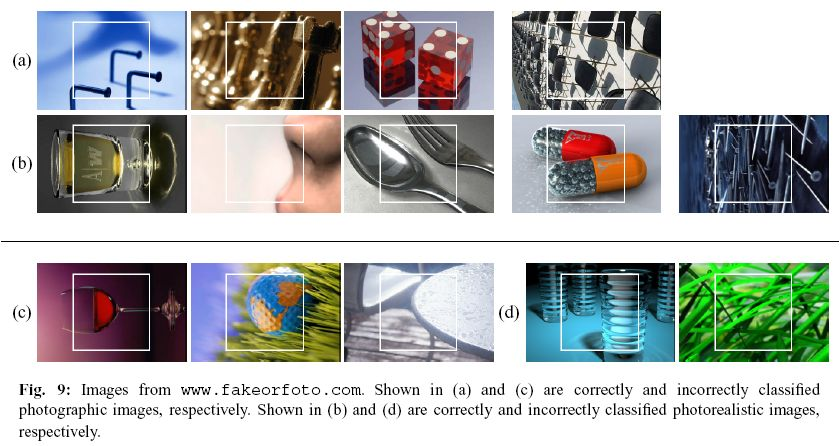 (a)
(b)
AW
(c)
(d)
Fig. 9: Images from www.fakeorfoto.com. Shown in (a) and (c) are correctly and incorrectly classified
photographic images, respectively. Shown in (b) and (d) are correctly and incorrectly classified photorealistic images,
respectively.